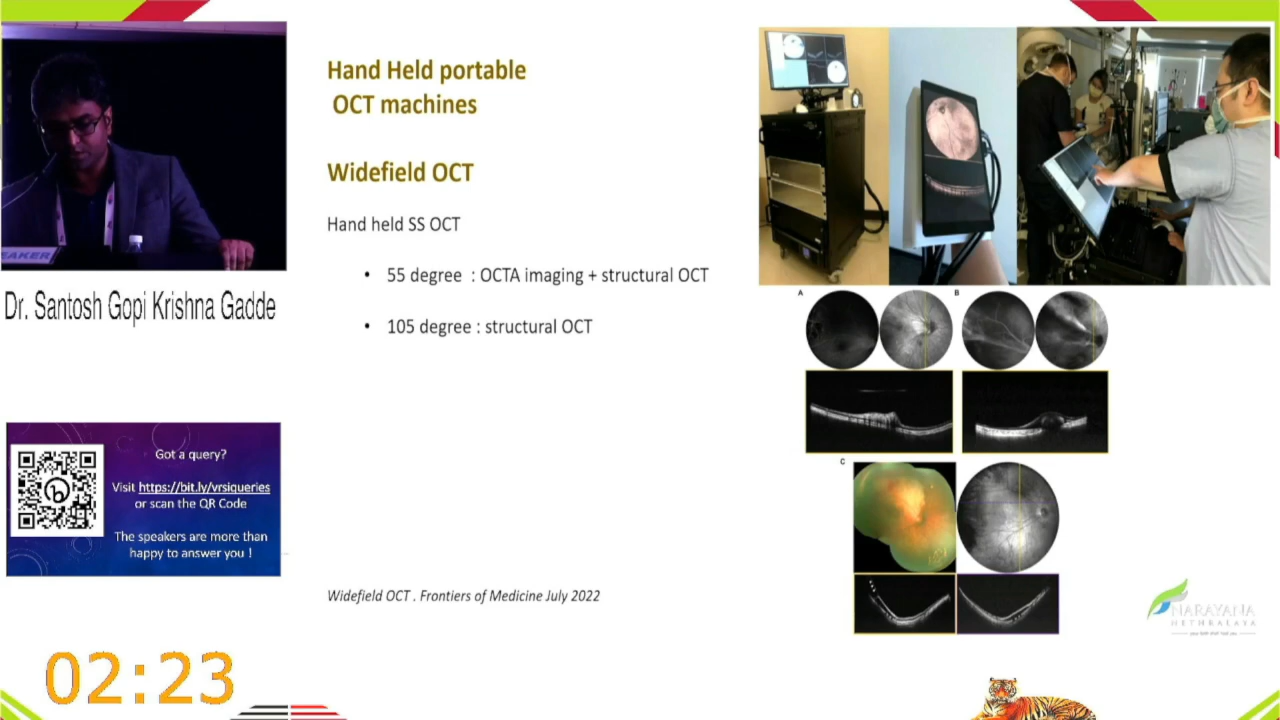 EAKER
Dr. Santosh Gopi Krishna Gadde
Got a query?
Visit https://bit.ly/vrsiqueries
or scan the QR Code
The speakers are more than
happy to answer you !
02:23
Hand Held portable
OCT machines
Widefield OCT
Hand held SS OCT
• 55 degree : OCTA imaging + structural OCT
• 105 degree : structural OCT
Widefield OCT . Frontiers of Medicine July 2022
A
B
C
NARAYANA
NETHRALAYA